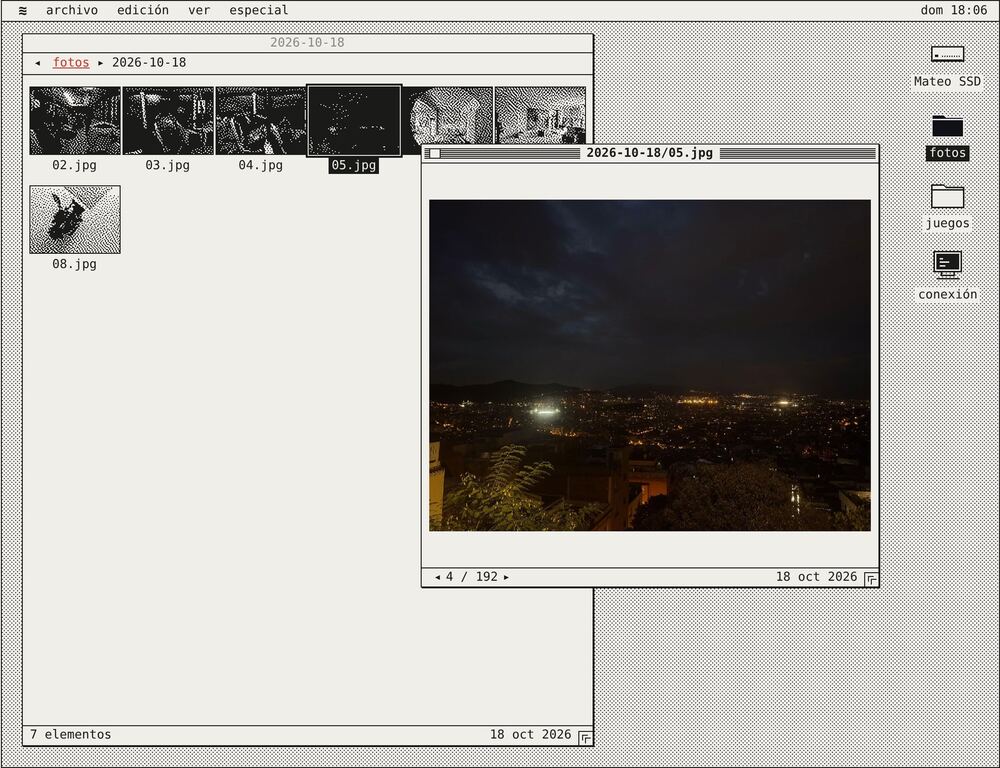 archivo edición ver especial dom 18:06
2026-10-18
fotos ▸ 2026-10-18
02.jpg 03.jpg 04.jpg 05.jpg
08.jpg
2026-10-18/05.jpg
4 / 192
18 oct 2026
7 elementos
18 oct 2026
Mateo SSD
fotos
juegos
conexión